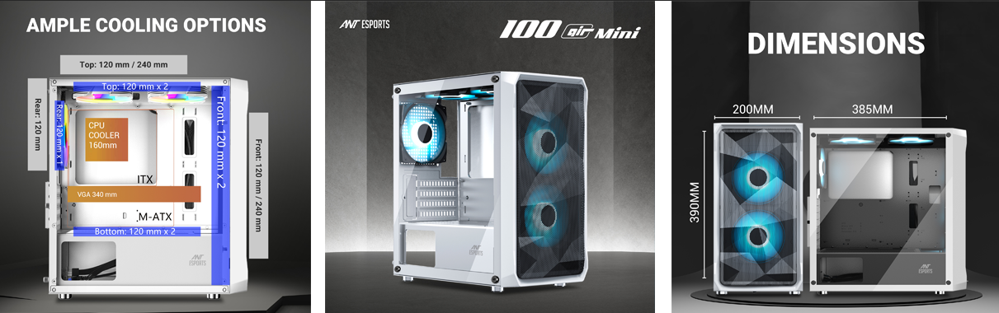 AMPLE COOLING OPTIONS
Top: 120 mm / 240 mm
Top: 120 mm x 2
Rear: 120 mm
Rear: 120 mm x 1
CPU
COOLER
160mm
Front: 120 mm x 2
Front: 120 mm / 240 mm
ITX
VGA 340 mm
M-ATX
Bottom: 120 mm x 2
ANT
ESPORTS
ANT ESPORTS
100 air Mini
ANT
ESPORTS
DIMENSIONS
200MM
385MM
390MM
ANT
ESPORTS